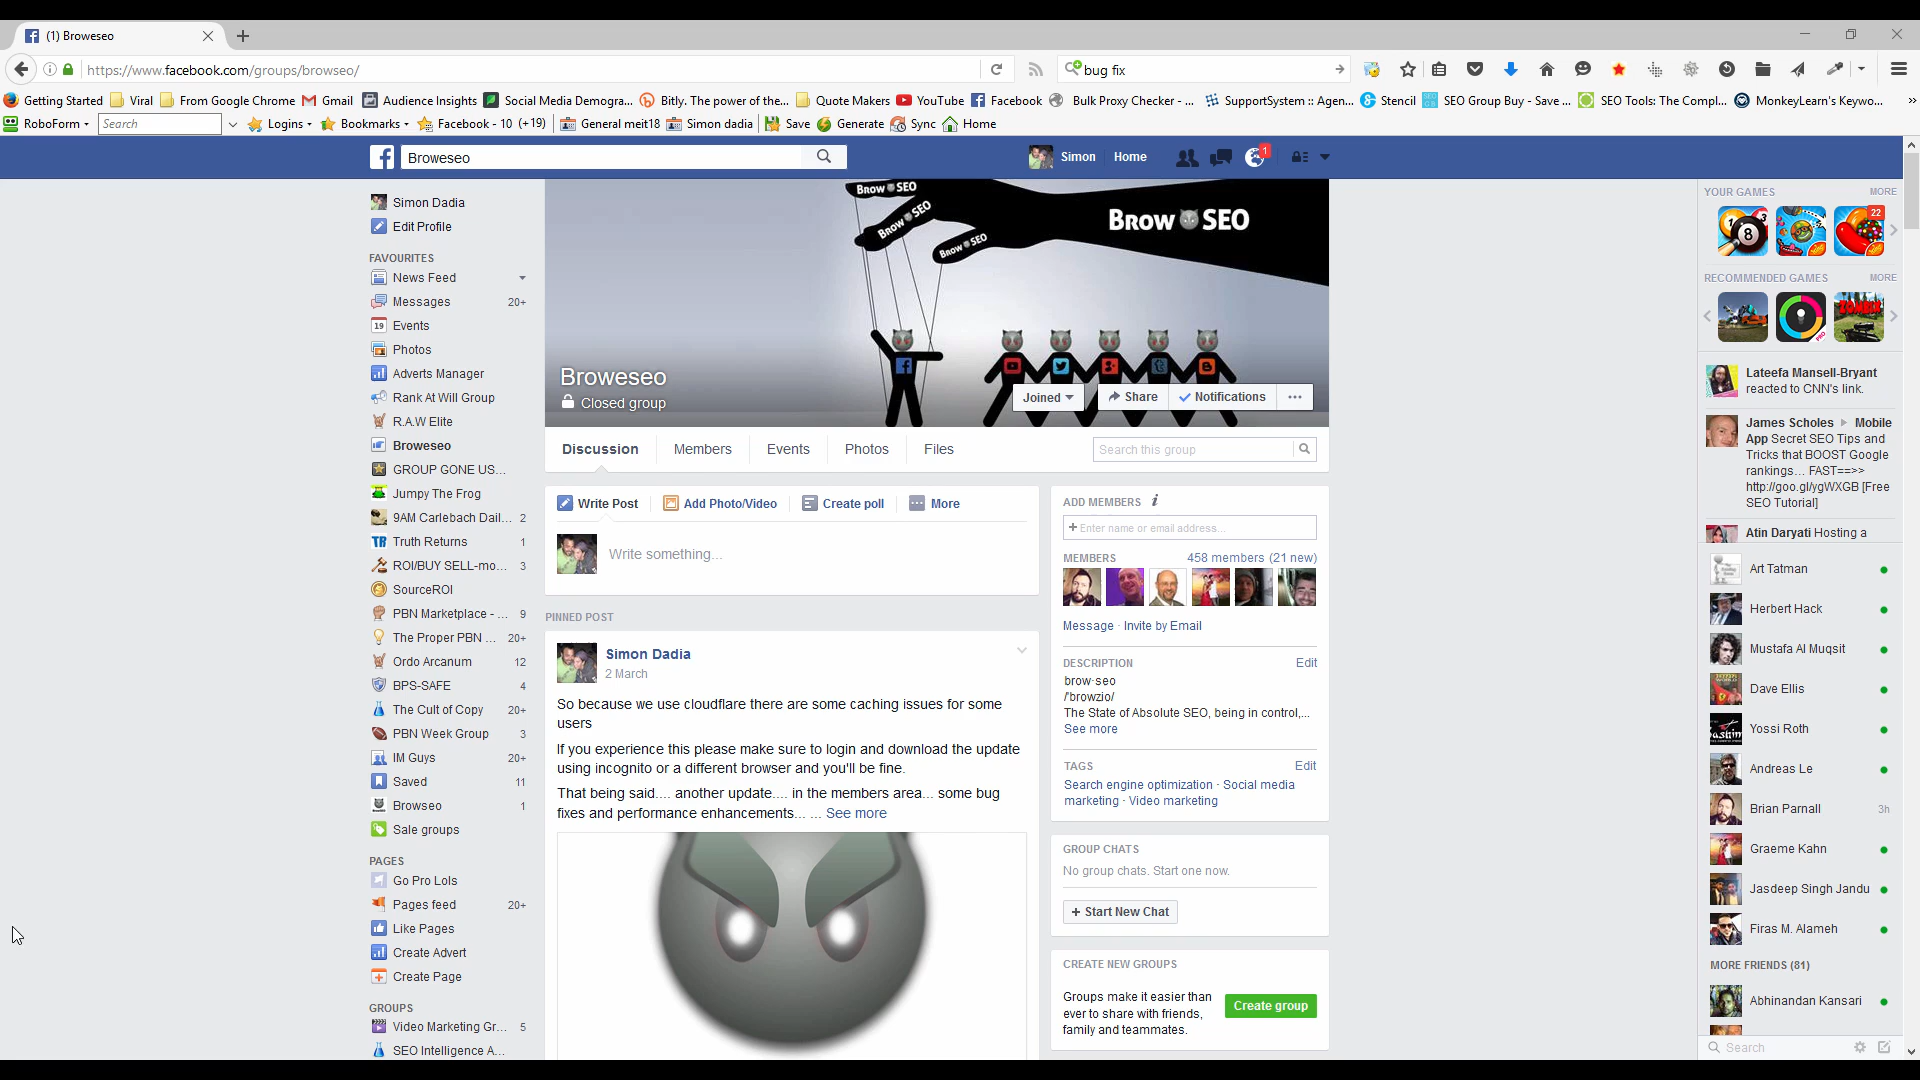 (1) Broweseo
https://www.facebook.com/groups/browseo/
bug fix
Getting Started
Viral
From Google Chrome
Gmail
Audience Insights
Social Media Demogra...
Bitly. The power of the...
Quote Makers
YouTube
Facebook
Bulk Proxy Checker - ...
SupportSystem :: Agen...
Stencil
SEO Group Buy - Save ...
SEO Tools: The Compl...
MonkeyLearn's Keywo...
RoboForm
Search
Logins
Bookmarks
Facebook - 10 (+19)
General meit18
Simon dadia
Save
Generate
Sync
Home
Broweseo
Simon
Home
1
Simon Dadia
Edit Profile
FAVOURITES
News Feed
Messages 20+
19 Events
Photos
Adverts Manager
Rank At Will Group
R.A.W Elite
Broweseo
GROUP GONE US...
Jumpy The Frog
9AM Carlebach Dail... 2
TR Truth Returns 1
ROI/BUY SELL-mo... 3
SourceROI
PBN Marketplace - ... 9
The Proper PBN ... 20+
Ordo Arcanum 12
BPS-SAFE 4
The Cult of Copy 20+
PBN Week Group 3
IM Guys 20+
Saved 11
Browseo 1
Sale groups
PAGES
Go Pro Lols
Pages feed 20+
Like Pages
Create Advert
Create Page
GROUPS
Video Marketing Gr... 5
SEO Intelligence A...
BROW SEO
BROW SEO
BROW SEO
BROW SEO
Broweseo
Closed group
Joined
Share
Notifications
Discussion
Members
Events
Photos
Files
Search this group
Write Post
Add Photo/Video
Create poll
More
Write something...
PINNED POST
Simon Dadia
2 March
So because we use cloudflare there are some caching issues for some
users
If you experience this please make sure to login and download the update
using incognito or a different browser and you'll be fine.
That being said.... another update.... in the members area... some bug
fixes and performance enhancements... ... See more
ADD MEMBERS
+ Enter name or email address...
MEMBERS
458 members (21 new)
Message · Invite by Email
DESCRIPTION
Edit
brow·seo
/'browzio/
The State of Absolute SEO, being in control,...
See more
TAGS
Edit
Search engine optimization · Social media
marketing · Video marketing
GROUP CHATS
No group chats. Start one now.
+ Start New Chat
CREATE NEW GROUPS
Groups make it easier than
ever to share with friends,
family and teammates.
Create group
YOUR GAMES
MORE
8
22
RECOMMENDED GAMES
MORE
PRO
ZOMBIE
Lateefa Mansell-Bryant
reacted to CNN's link.
James Scholes ▶ Mobile
App Secret SEO Tips and
Tricks that BOOST Google
rankings... FAST==>>
http://goo.gl/ygWXGB [Free
SEO Tutorial]
Atin Daryati Hosting a
Art Tatman
Herbert Hack
Mustafa Al Muqsit
Dave Ellis
Yossi Roth
Andreas Le
Brian Parnall 3h
Graeme Kahn
Jasdeep Singh Jandu
Firas M. Alameh
MORE FRIENDS (81)
Abhinandan Kansari
Search